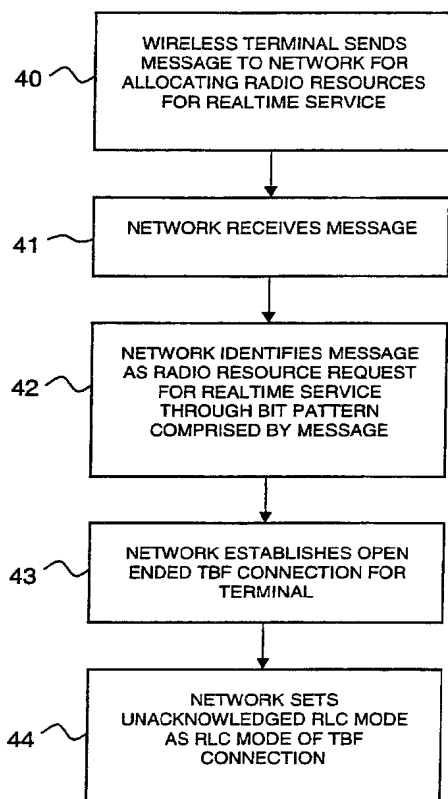 40
WIRELESS TERMINAL SENDS
MESSAGE TO NETWORK FOR
ALLOCATING RADIO RESOURCES
FOR REALTIME SERVICE
41
NETWORK RECEIVES MESSAGE
42
NETWORK IDENTIFIES MESSAGE
AS RADIO RESOURCE REQUEST
FOR REALTIME SERVICE
THROUGH BIT PATTERN
COMPRISED BY MESSAGE
43
NETWORK ESTABLISHES OPEN
ENDED TBF CONNECTION FOR
TERMINAL
44
NETWORK SETS
UNACKNOWLEDGED RLC MODE
AS RLC MODE OF TBF
CONNECTION